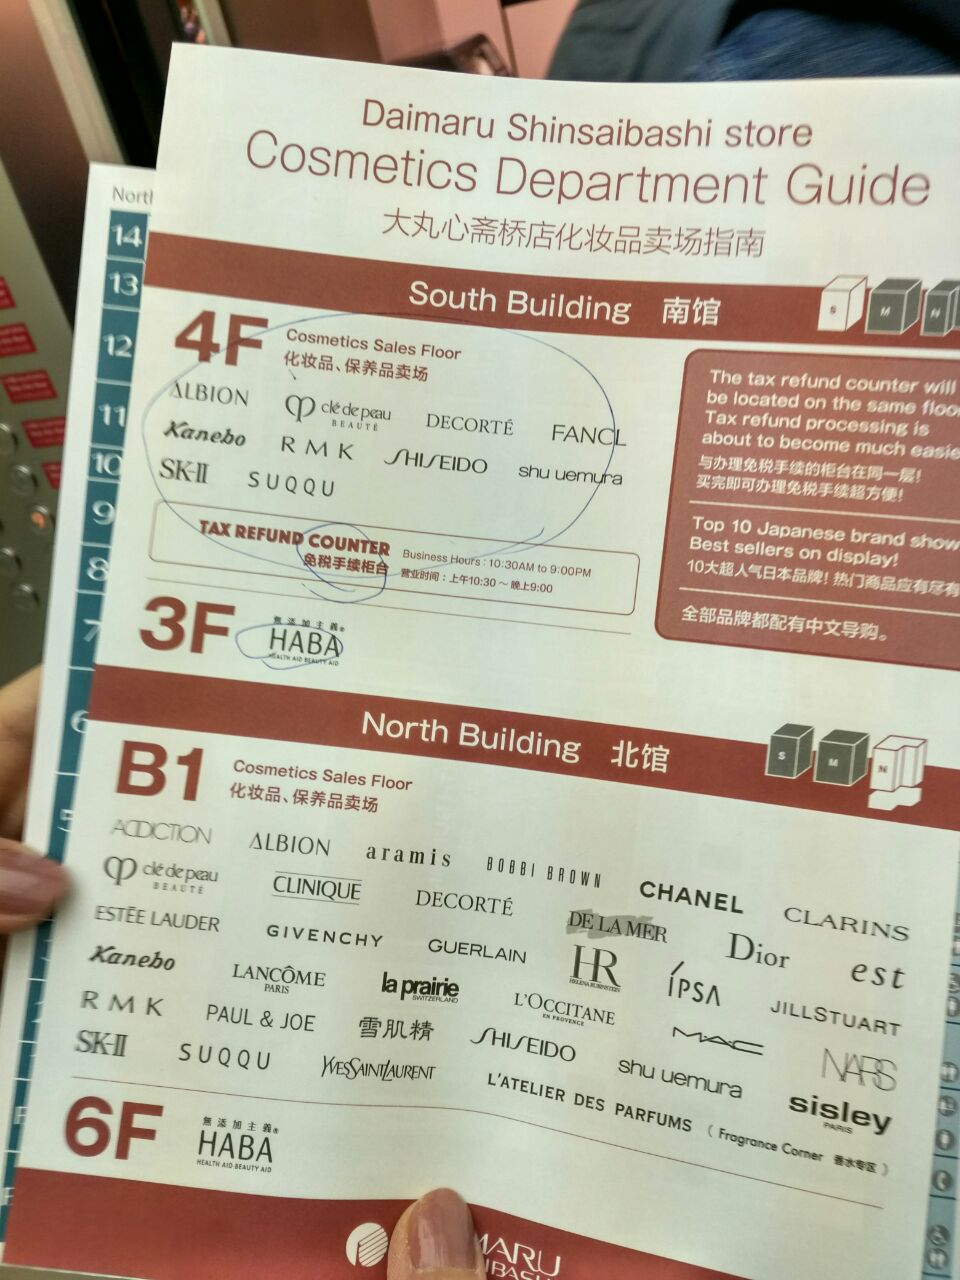 Daimaru Shinsaibashi store
Cosmetics Department Guide
大丸心斋桥店化妆品卖场指南
South Building 南馆
S M N
4F Cosmetics Sales Floor
化妆品、保养品卖场
ALBION clé de peau BEAUTÉ DECORTÉ FANCL
Kanebo RMK SHISEIDO shu uemura
SK-II SUQQU
TAX REFUND COUNTER
免税手续柜台
Business Hours : 10:30AM to 9:00PM
营业时间：上午10:30 ～ 晚上9:00
The tax refund counter will
be located on the same floo
Tax refund processing is
about to become much easie
与办理免税手续的柜台在同一层!
买完即可办理免税手续超方便!
Top 10 Japanese brand show
Best sellers on display!
10大超人气日本品牌! 热门商品应有尽有
全部品牌都配有中文导购。
3F 無添加主義®
HABA
HEALTH AID BEAUTY AID
North Building 北馆
S M N
B1 Cosmetics Sales Floor
化妆品、保养品卖场
ADDICTION ALBION aramis BOBBI BROWN CHANEL CLARINS
clé de peau BEAUTÉ CLINIQUE DECORTÉ DE LA MER Dior est
ESTĒE LAUDER GIVENCHY GUERLAIN HR HELENA RUBINSTEIN IPSA JILLSTUART
Kanebo LANCÔME PARIS la prairie SWITZERLAND L'OCCITANE EN PROVENCE MAC NARS
RMK PAUL & JOE 雪肌精 SHISEIDO shu uemura sisley PARIS
SK-II SUQQU YVESSAINTLAURENT L'ATELIER DES PARFUMS ( Fragrance Corner 香水专区 )
6F 無添加主義®
HABA
HEALTH AID BEAUTY AID
MARU
North
14
13
12
11
10
9
8
7
6
5